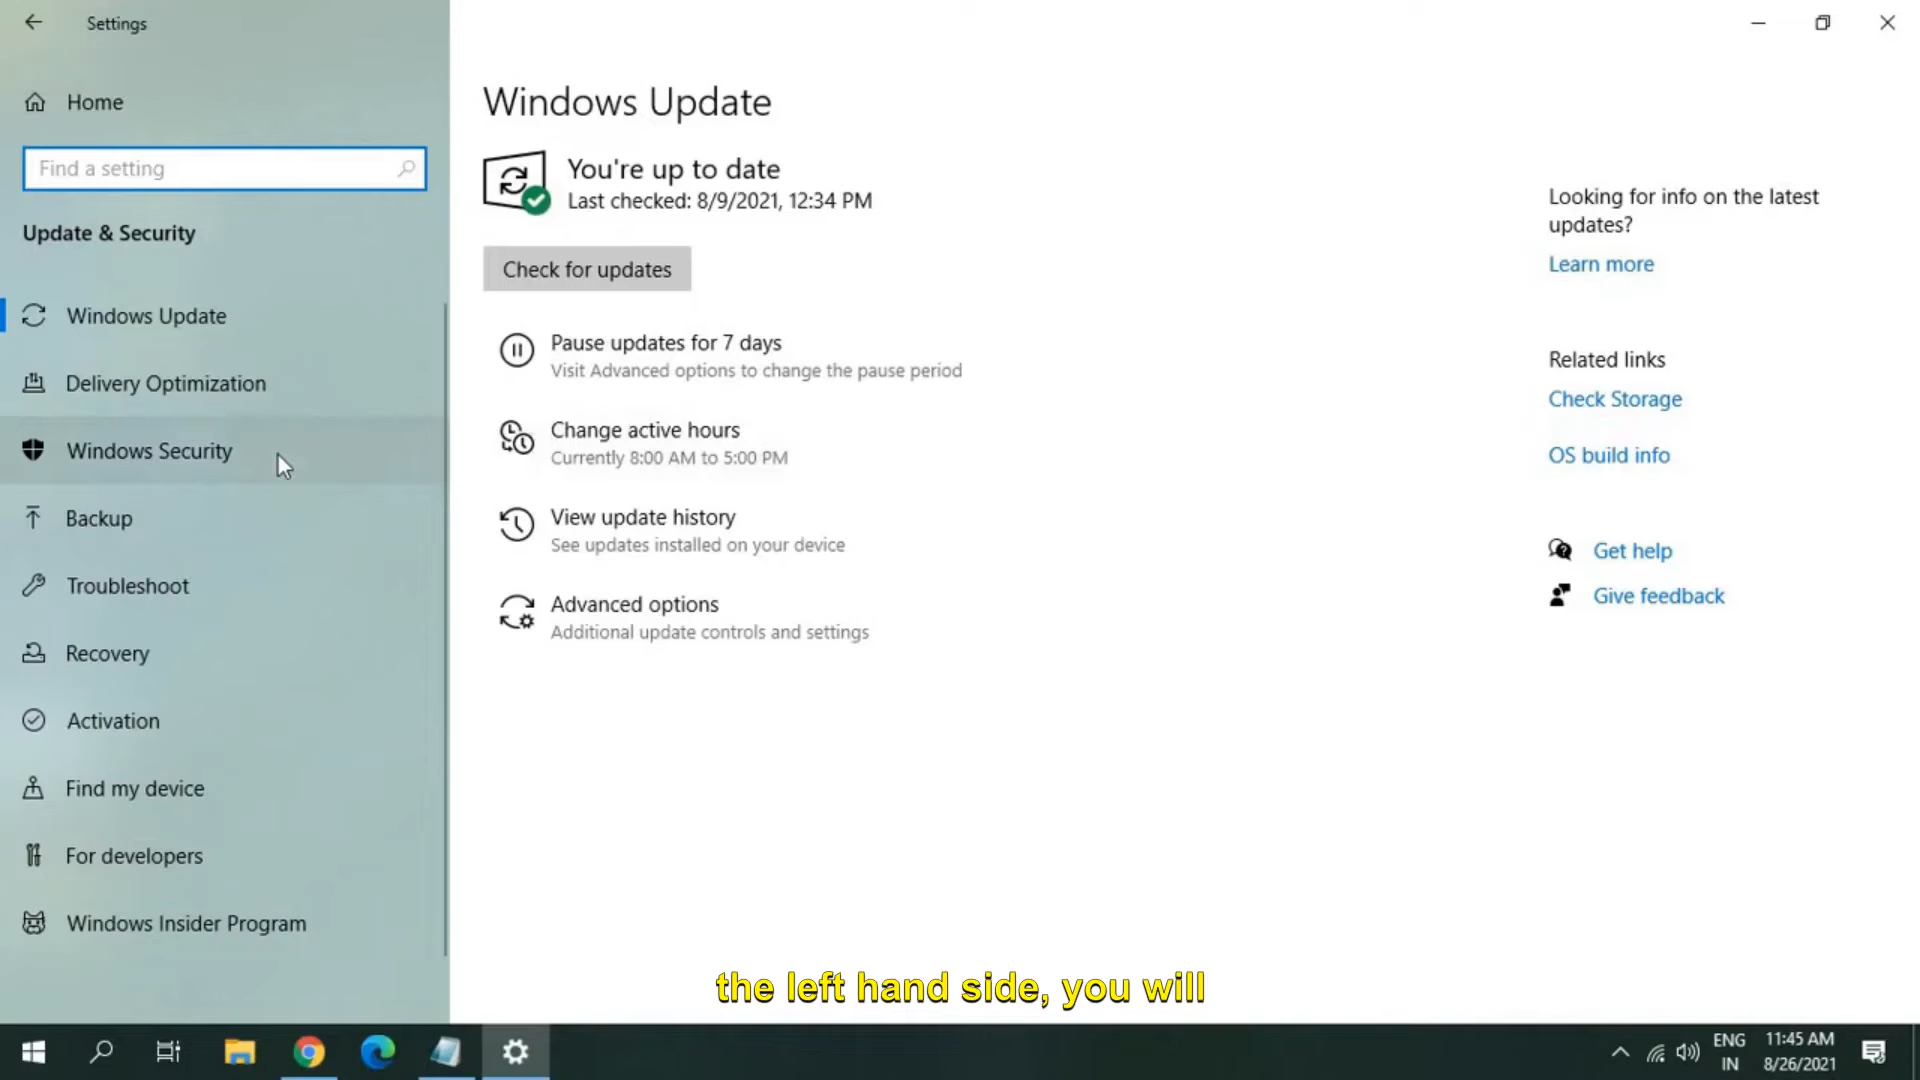 Settings
Home
Find a setting
Update & Security
Windows Update
Delivery Optimization
Windows Security
Backup
Troubleshoot
Recovery
Activation
Find my device
For developers
Windows Insider Program
Windows Update
You're up to date
Last checked: 8/9/2021, 12:34 PM
Check for updates
Pause updates for 7 days
Visit Advanced options to change the pause period
Change active hours
Currently 8:00 AM to 5:00 PM
View update history
See updates installed on your device
Advanced options
Additional update controls and settings
Looking for info on the latest
updates?
Learn more
Related links
Check Storage
OS build info
Get help
Give feedback
the left hand side, you will
ENG
IN
11:45 AM
8/26/2021